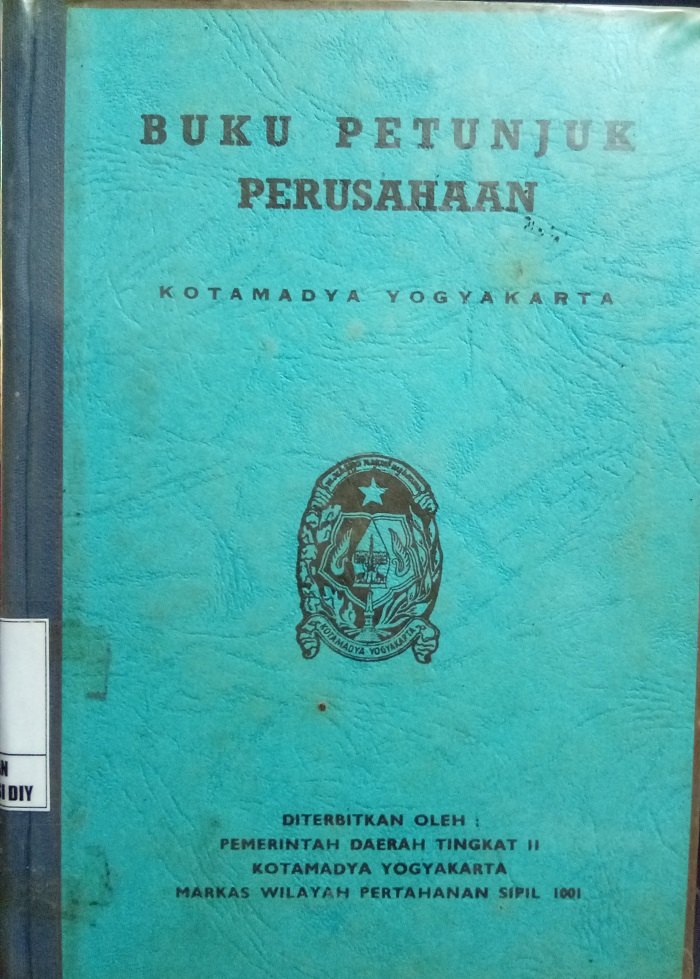 BUKU PETUNJUK
PERUSAHAAN
KOTAMADYA YOGYAKARTA
KOTAMADYA YOGYAKARTA
DITERBITKAN OLEH :
PEMERINTAH DAERAH TINGKAT II
KOTAMADYA YOGYAKARTA
MARKAS WILAYAH PERTAHANAN SIPIL 1001
DIY